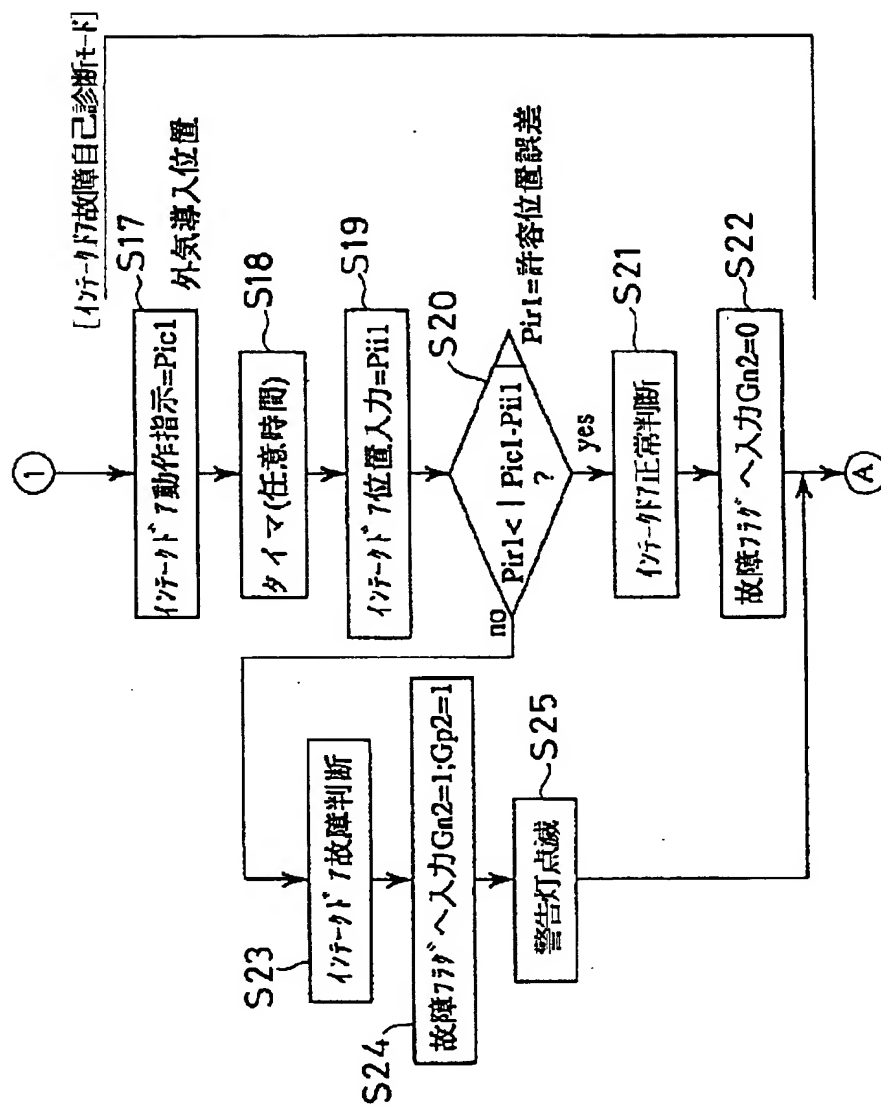 [インテークドア故障自己診断モード]
1
S17
インテークドア動作指示=Pic1
外気導入位置
S18
タイマ(任意時間)
S19
インテークドア位置入力=Pii1
S20
Pir1<|Pic1-Pii1
?
Pir1=許容位置誤差
no
yes
S21
インテークドア正常判断
S22
故障フラグへ入力Gn2=0
S23
インテークドア故障判断
S24
故障フラグへ入力Gn2=1;Gp2=1
S25
警告灯点滅
A